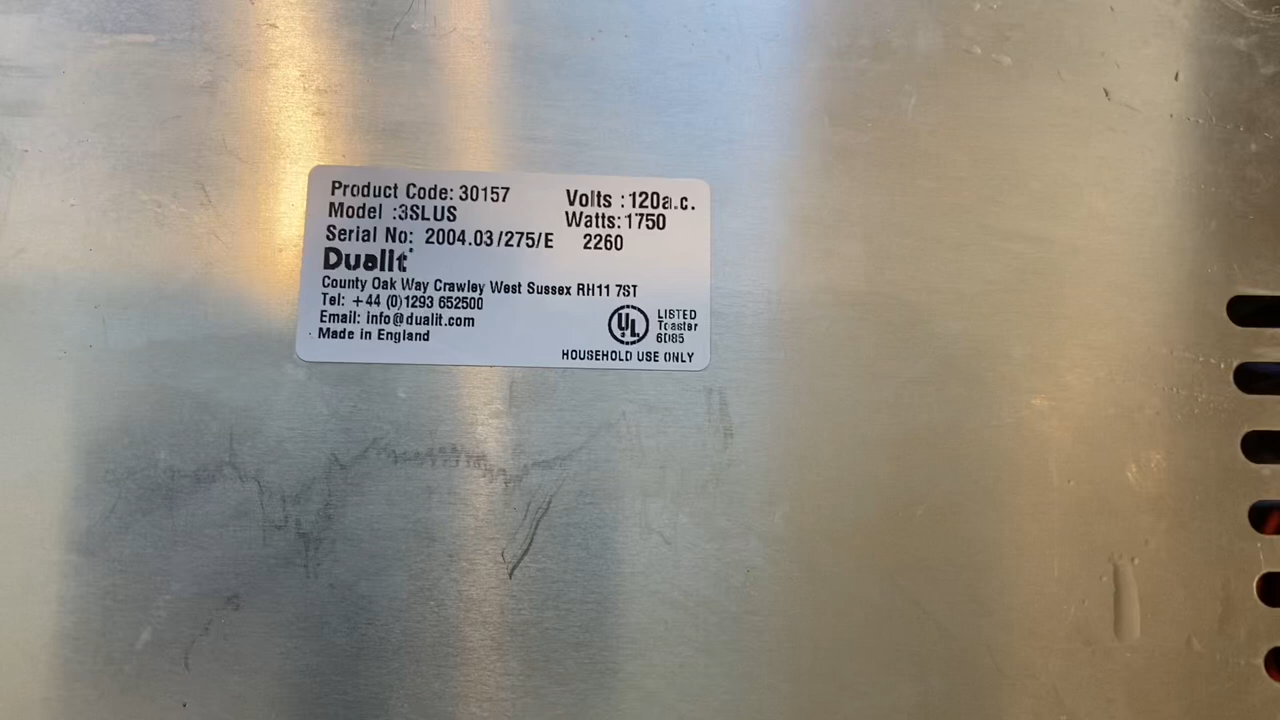 Product Code: 30157
Volts : 120a.c.
Model :3SLUS
Watts: 1750
Serial No: 2004.03/275/E
2260
Dualit
County Oak Way Crawley West Sussex RH11 7ST
Tel: +44 (0)1293 652500
Email: info@dualit.com
Made in England
UL
LISTED
Toaster
6D85
HOUSEHOLD USE ONLY